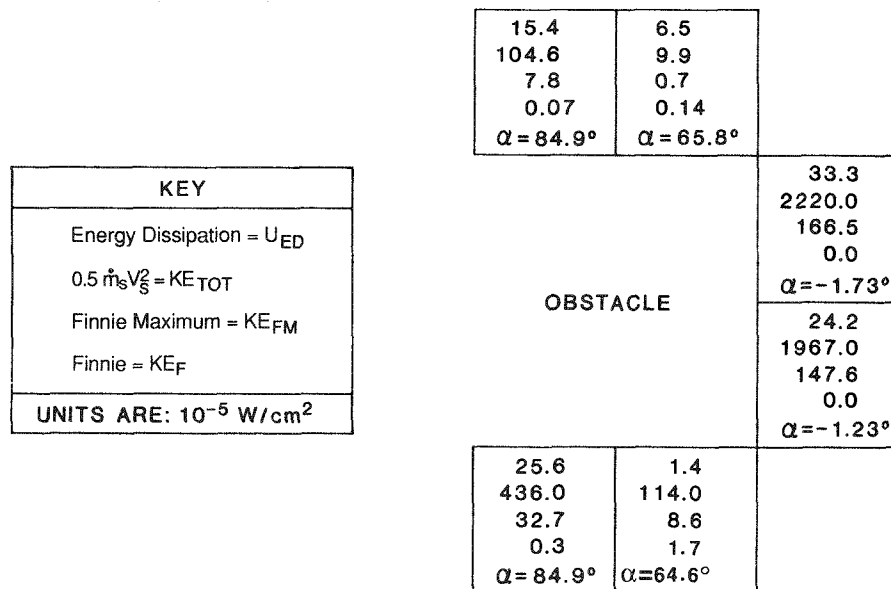 KEY
Energy Dissipation = U_ED
0.5 ṁ_sV_S^2 = KE_TOT
Finnie Maximum = KE_FM
Finnie = KE_F
UNITS ARE: 10^-5 W/cm^2
15.4 6.5
104.6 9.9
7.8 0.7
0.07 0.14
α=84.9° α=65.8°
33.3
2220.0
166.5
0.0
α=-1.73°
OBSTACLE
24.2
1967.0
147.6
0.0
α=-1.23°
25.6 1.4
436.0 114.0
32.7 8.6
0.3 1.7
α=84.9° α=64.6°